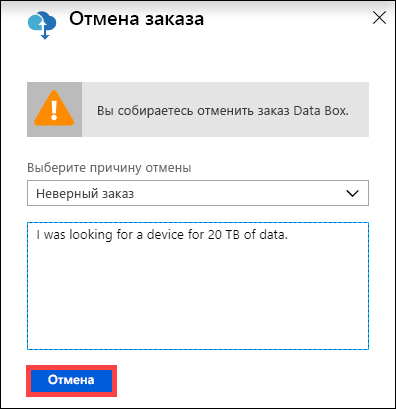 Отмена заказа
Вы собираетесь отменить заказ Data Box.
Выберите причину отмены
Неверный заказ
I was looking for a device for 20 TB of data.
Отмена